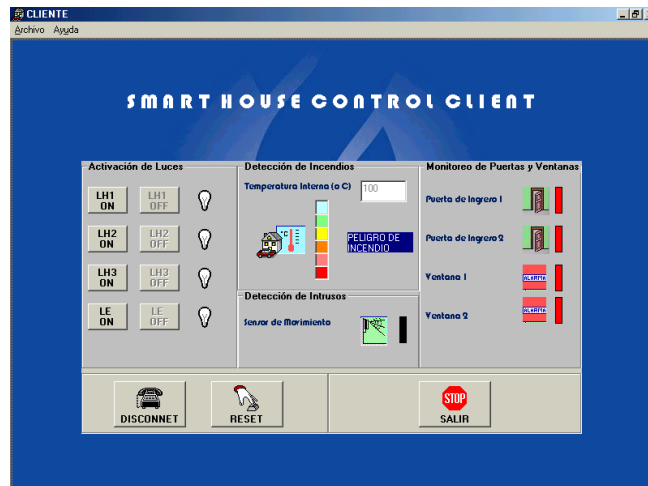 CLIENTE
Archivo Ayuda
SMART HOUSE CONTROL CLIENT
Activación de Luces
LH1 ON
LH1 OFF
LH2 ON
LH2 OFF
LH3 ON
LH3 OFF
LE ON
LE OFF
Detección de Incendios
Temperatura Interna (o C)
100
°C
PELIGRO DE
INCENDIO
Detección de Intrusos
Sensor de Movimiento
Monitoreo de Puertas y Ventanas
Puerta de Ingreso 1
Puerta de Ingreso 2
Ventana 1
ALARMA
Ventana 2
ALARMA
DISCONNET
RESET
STOP
SALIR